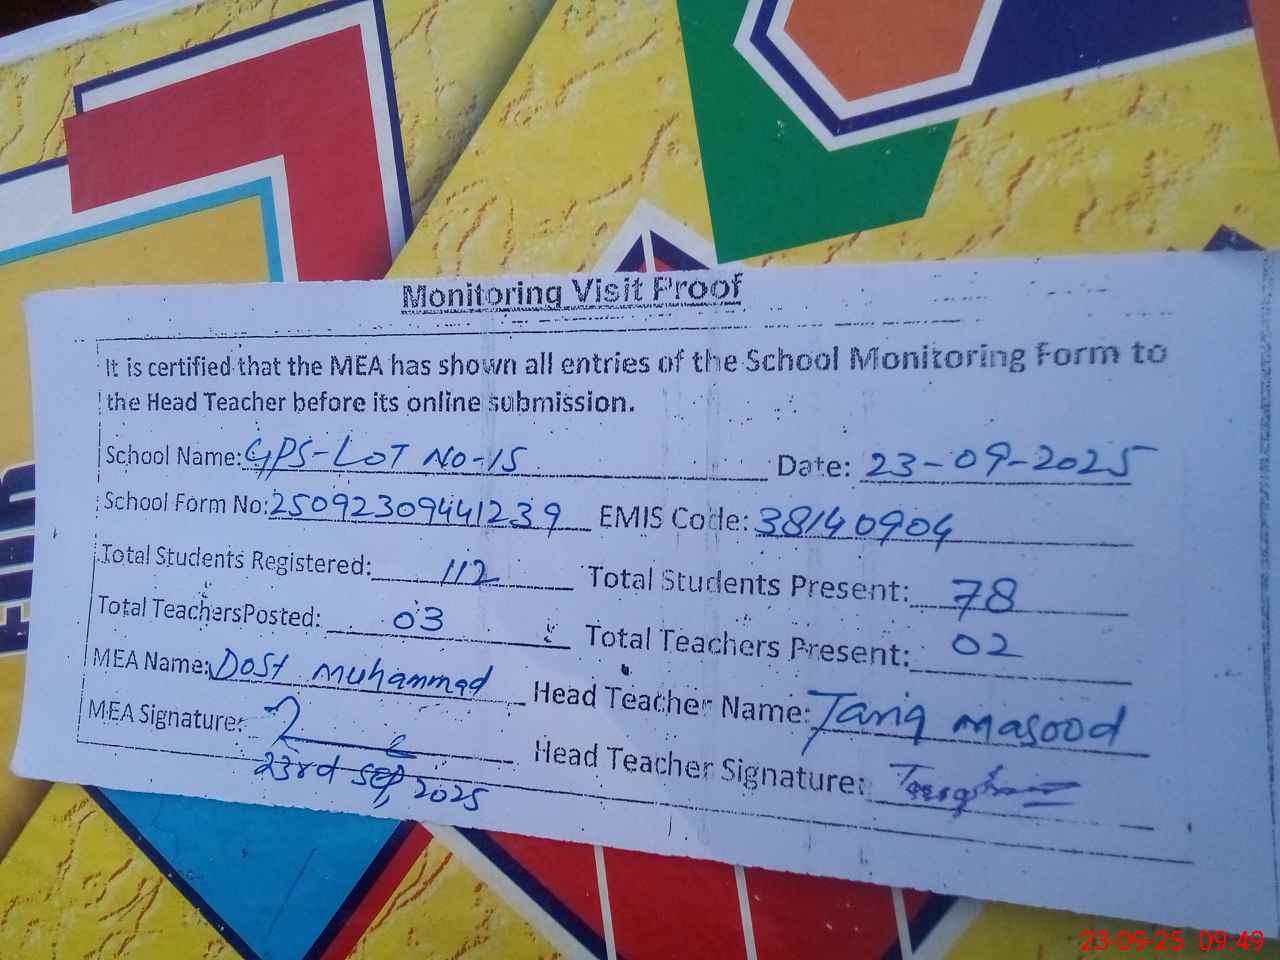 Monitoring Visit Proof
It is certified that the MEA has shown all entries of the School Monitoring Form to
the Head Teacher before its online submission.
School Name: GPS-LOT NO-15 Date: 23-09-2025
School Form No: 25092309441239 EMIS Code: 38140904
Total Students Registered: 112 Total Students Present: 78
Total TeachersPosted: 03 Total Teachers Present: 02
MEA Name: Dost Muhammad Head Teacher Name: Tariq Masood
MEA Signature: Head Teacher Signature:
23rd Sep, 2025
23-09-25 09:49